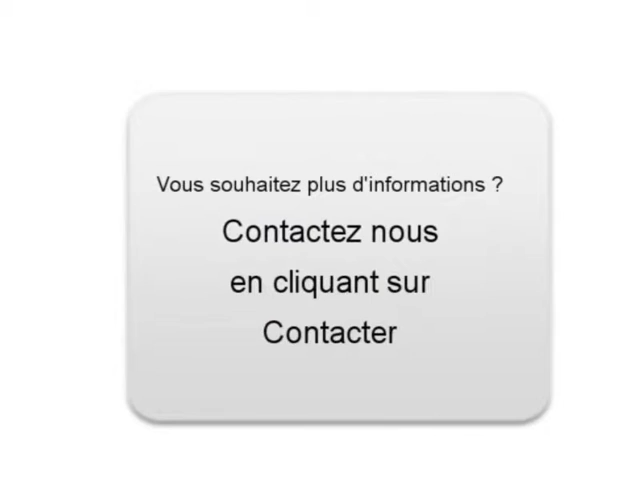 Vous souhaitez plus d'informations ?
Contactez nous
en cliquant sur
Contacter